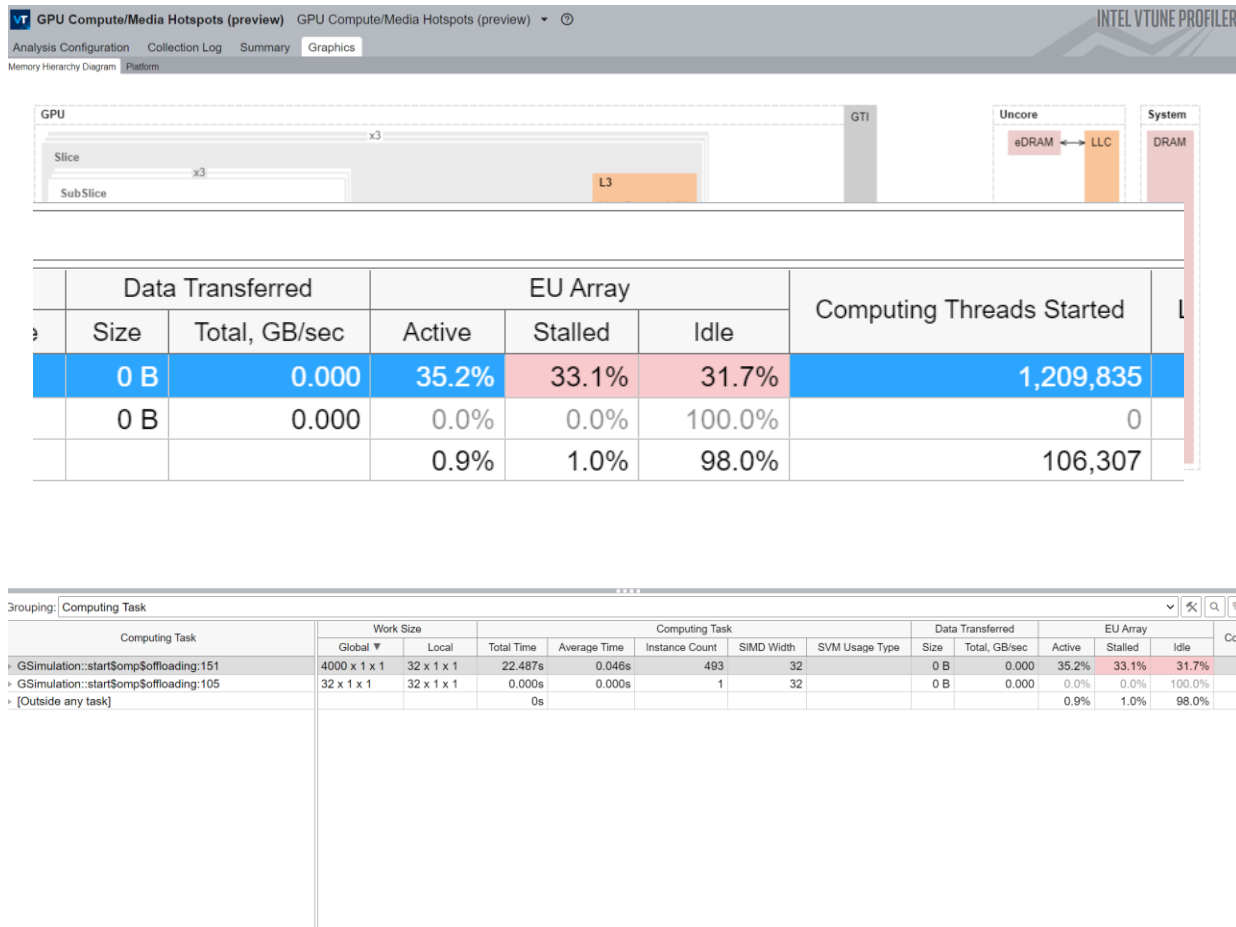 GPU Compute/Media Hotspots (preview) GPU Compute/Media Hotspots (preview)
INTEL VTUNE PROFILER
Analysis Configuration Collection Log Summary Graphics
Memory Hierarchy Diagram Platform
GPU GTI Uncore System
x3
eDRAM LLC DRAM
Slice
x3
L3
SubSlice
Data Transferred EU Array Computing Threads Started
Size Total, GB/sec Active Stalled Idle
0 B 0.000 35.2% 33.1% 31.7% 1,209,835
0 B 0.000 0.0% 0.0% 100.0% 0
0.9% 1.0% 98.0% 106,307
Grouping: Computing Task
Computing Task Work Size Computing Task Data Transferred EU Array
Global Local Total Time Average Time Instance Count SIMD Width SVM Usage Type Size Total, GB/sec Active Stalled Idle
GSimulation::start$omp$offloading:151 4000 x 1 x 1 32 x 1 x 1 22.487s 0.046s 493 32 0 B 0.000 35.2% 33.1% 31.7%
GSimulation::start$omp$offloading:105 32 x 1 x 1 32 x 1 x 1 0.000s 0.000s 1 32 0 B 0.000 0.0% 0.0% 100.0%
[Outside any task] 0s 0.9% 1.0% 98.0%